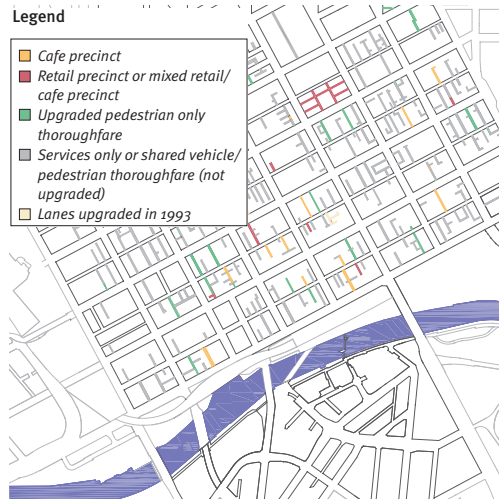 Legend
Cafe precinct
Retail precinct or mixed retail/
cafe precinct
Upgraded pedestrian only
thoroughfare
Services only or shared vehicle/
pedestrian thoroughfare (not
upgraded)
Lanes upgraded in 1993